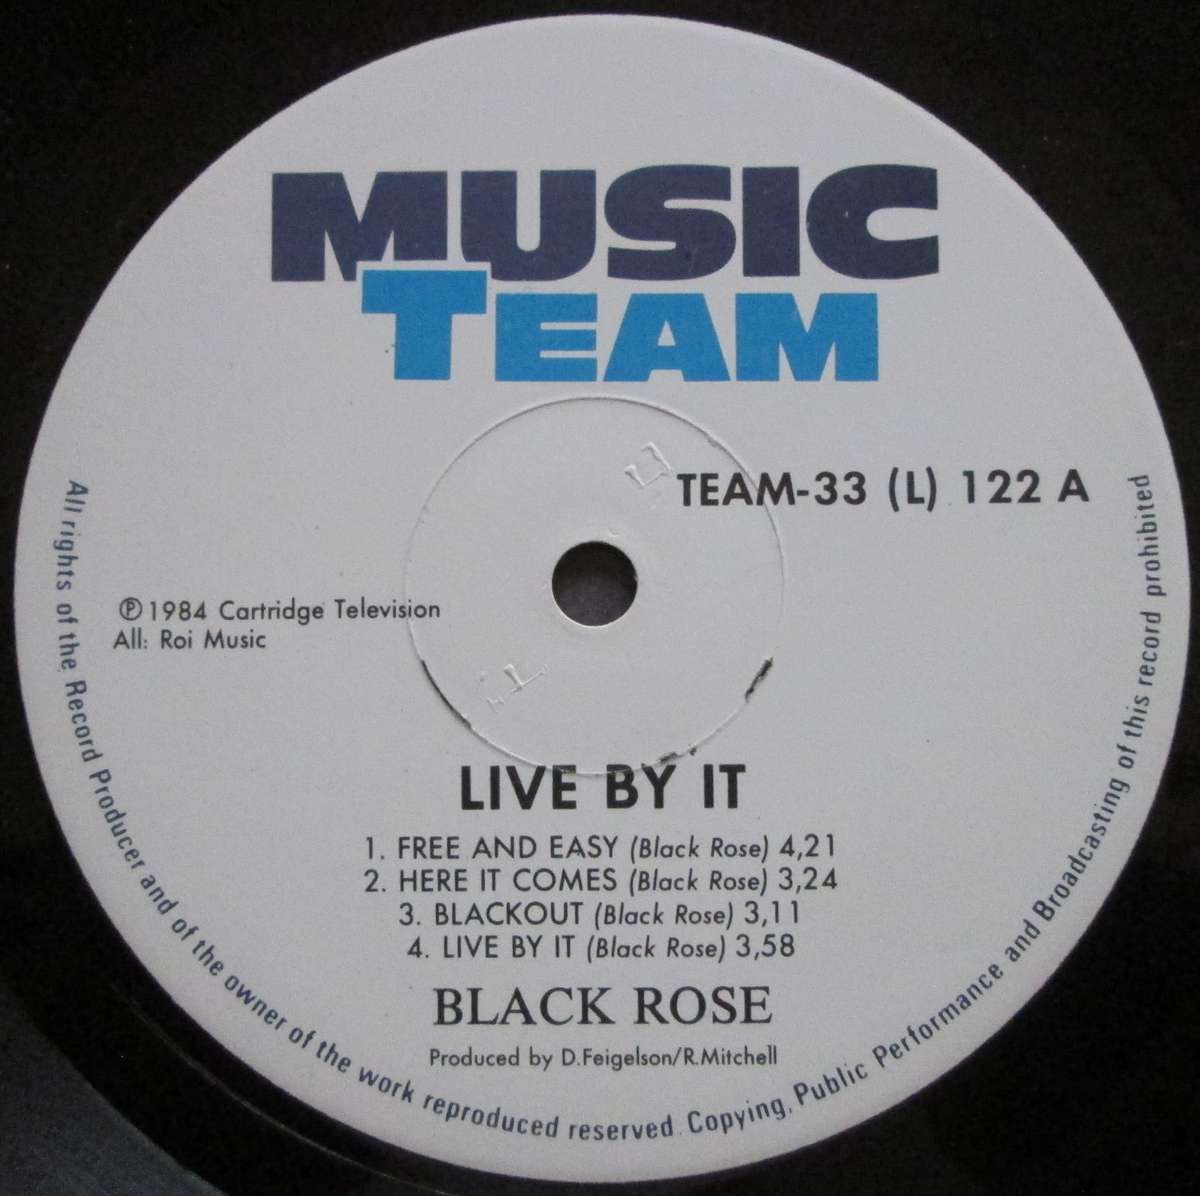 MUSIC
TEAM
TEAM-33 (L) 122 A
℗ 1984 Cartridge Television
All: Roi Music
LIVE BY IT
1. FREE AND EASY (Black Rose) 4,21
2. HERE IT COMES (Black Rose) 3,24
3. BLACKOUT (Black Rose) 3,11
4. LIVE BY IT (Black Rose) 3,58
BLACK ROSE
Produced by D.Feigelson/R.Mitchell
All rights of the Record Producer and of the owner of the work reproduced reserved. Copying, Public Performance and Broadcasting of this record prohibited